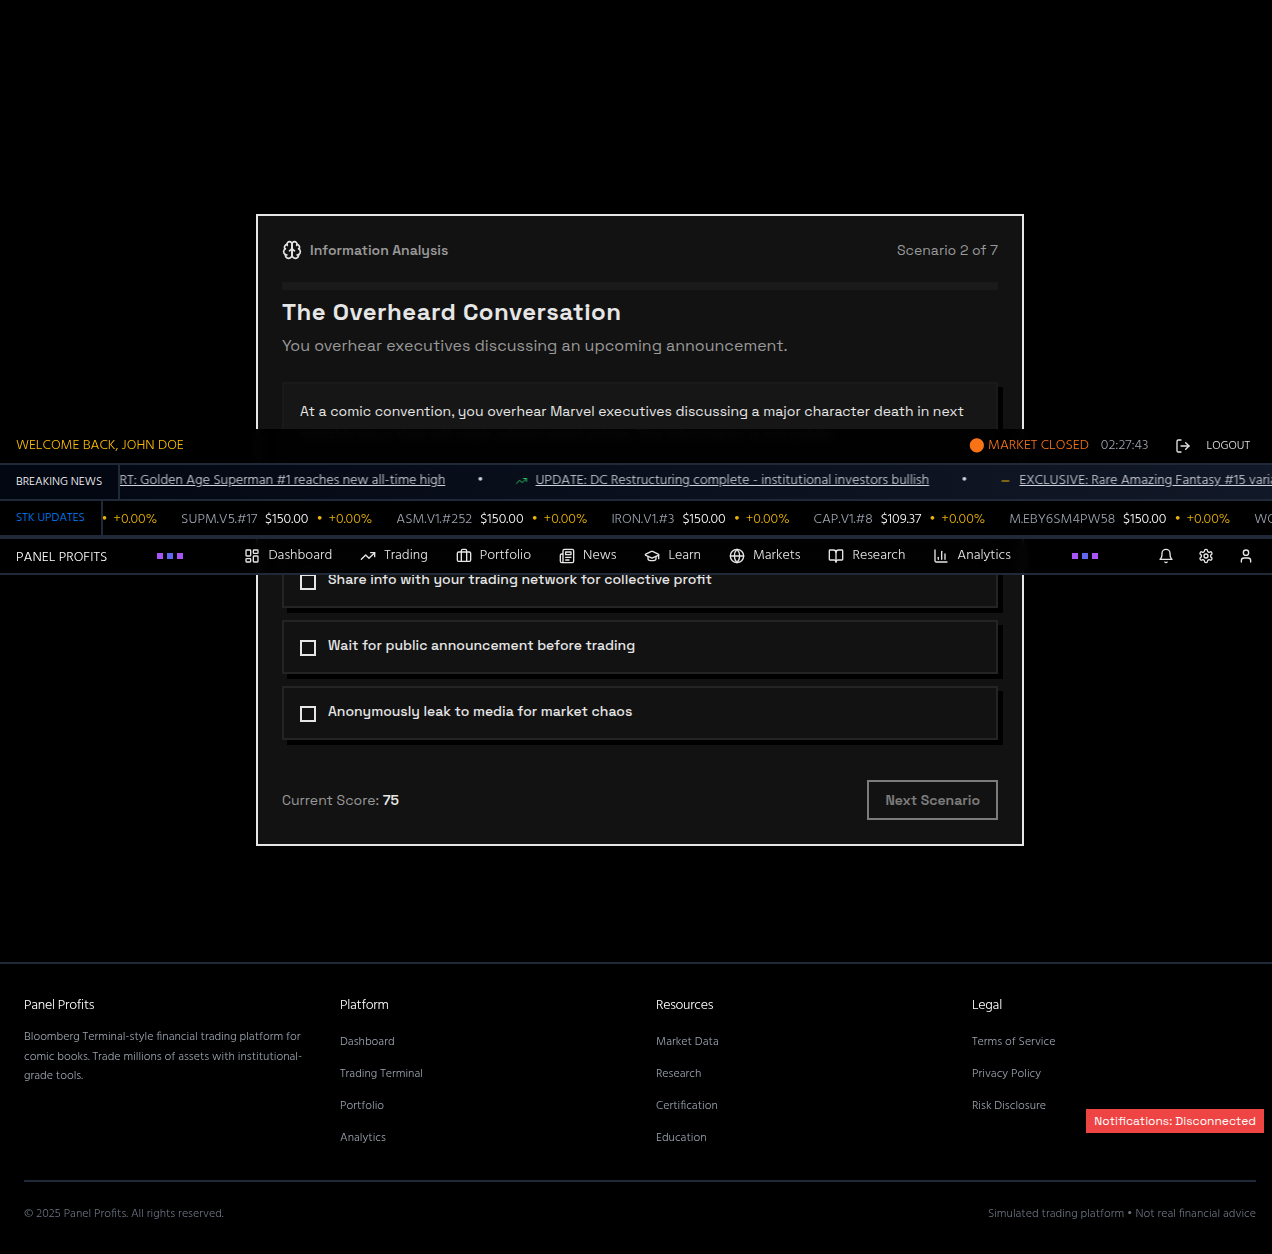 Information Analysis
Scenario 2 of 7
The Overheard Conversation
You overhear executives discussing an upcoming announcement.
At a comic convention, you overhear Marvel executives discussing a major character death in next
WELCOME BACK, JOHN DOE
MARKET CLOSED 02:27:43 LOGOUT
BREAKING NEWS RT: Golden Age Superman #1 reaches new all-time high • UPDATE: DC Restructuring complete - institutional investors bullish • EXCLUSIVE: Rare Amazing Fantasy #15 vari
STK UPDATES • +0.00% SUPM.V5.#17 $150.00 • +0.00% ASM.V1.#252 $150.00 • +0.00% IRON.V1.#3 $150.00 • +0.00% CAP.V1.#8 $109.37 • +0.00% M.EBY6SM4PW58 $150.00 • +0.00% WO
PANEL PROFITS Dashboard Trading Portfolio News Learn Markets Research Analytics
Share info with your trading network for collective profit
Wait for public announcement before trading
Anonymously leak to media for market chaos
Current Score: 75
Next Scenario
Panel Profits
Bloomberg Terminal-style financial trading platform for
comic books. Trade millions of assets with institutional-
grade tools.
Platform
Dashboard
Trading Terminal
Portfolio
Analytics
Resources
Market Data
Research
Certification
Education
Legal
Terms of Service
Privacy Policy
Risk Disclosure
Notifications: Disconnected
© 2025 Panel Profits. All rights reserved.
Simulated trading platform • Not real financial advice